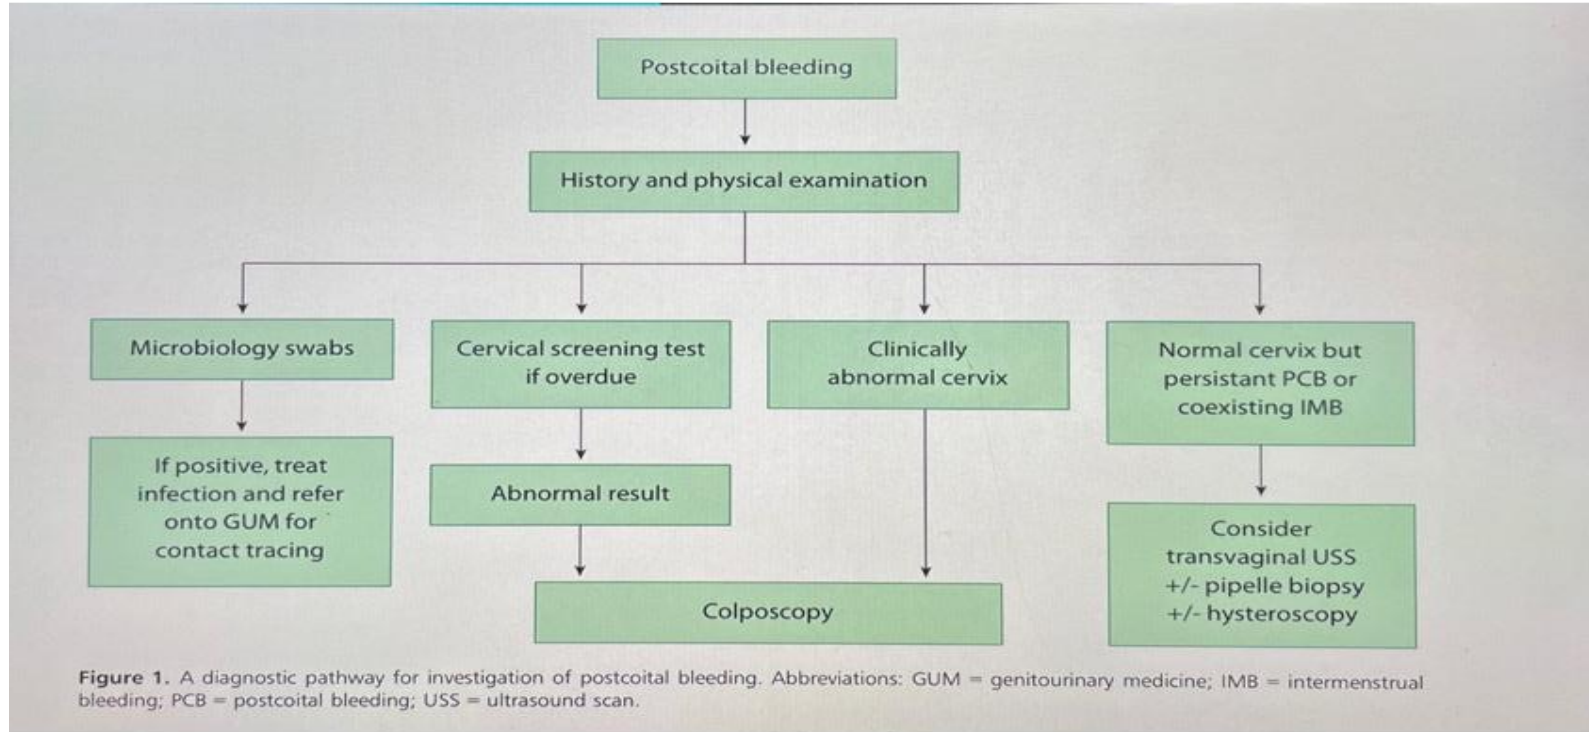 Postcoital bleeding
History and physical examination
Microbiology swabs
If positive, treat
infection and refer
onto GUM for
contact tracing
Cervical screening test
if overdue
Abnormal result
Clinically
abnormal cervix
Colposcopy
Normal cervix but
persistant PCB or
coexisting IMB
Consider
transvaginal USS
+/- pipelle biopsy
+/- hysteroscopy
Figure 1. A diagnostic pathway for investigation of postcoital bleeding. Abbreviations: GUM = genitourinary medicine; IMB = intermenstrual
bleeding; PCB = postcoital bleeding; USS = ultrasound scan.